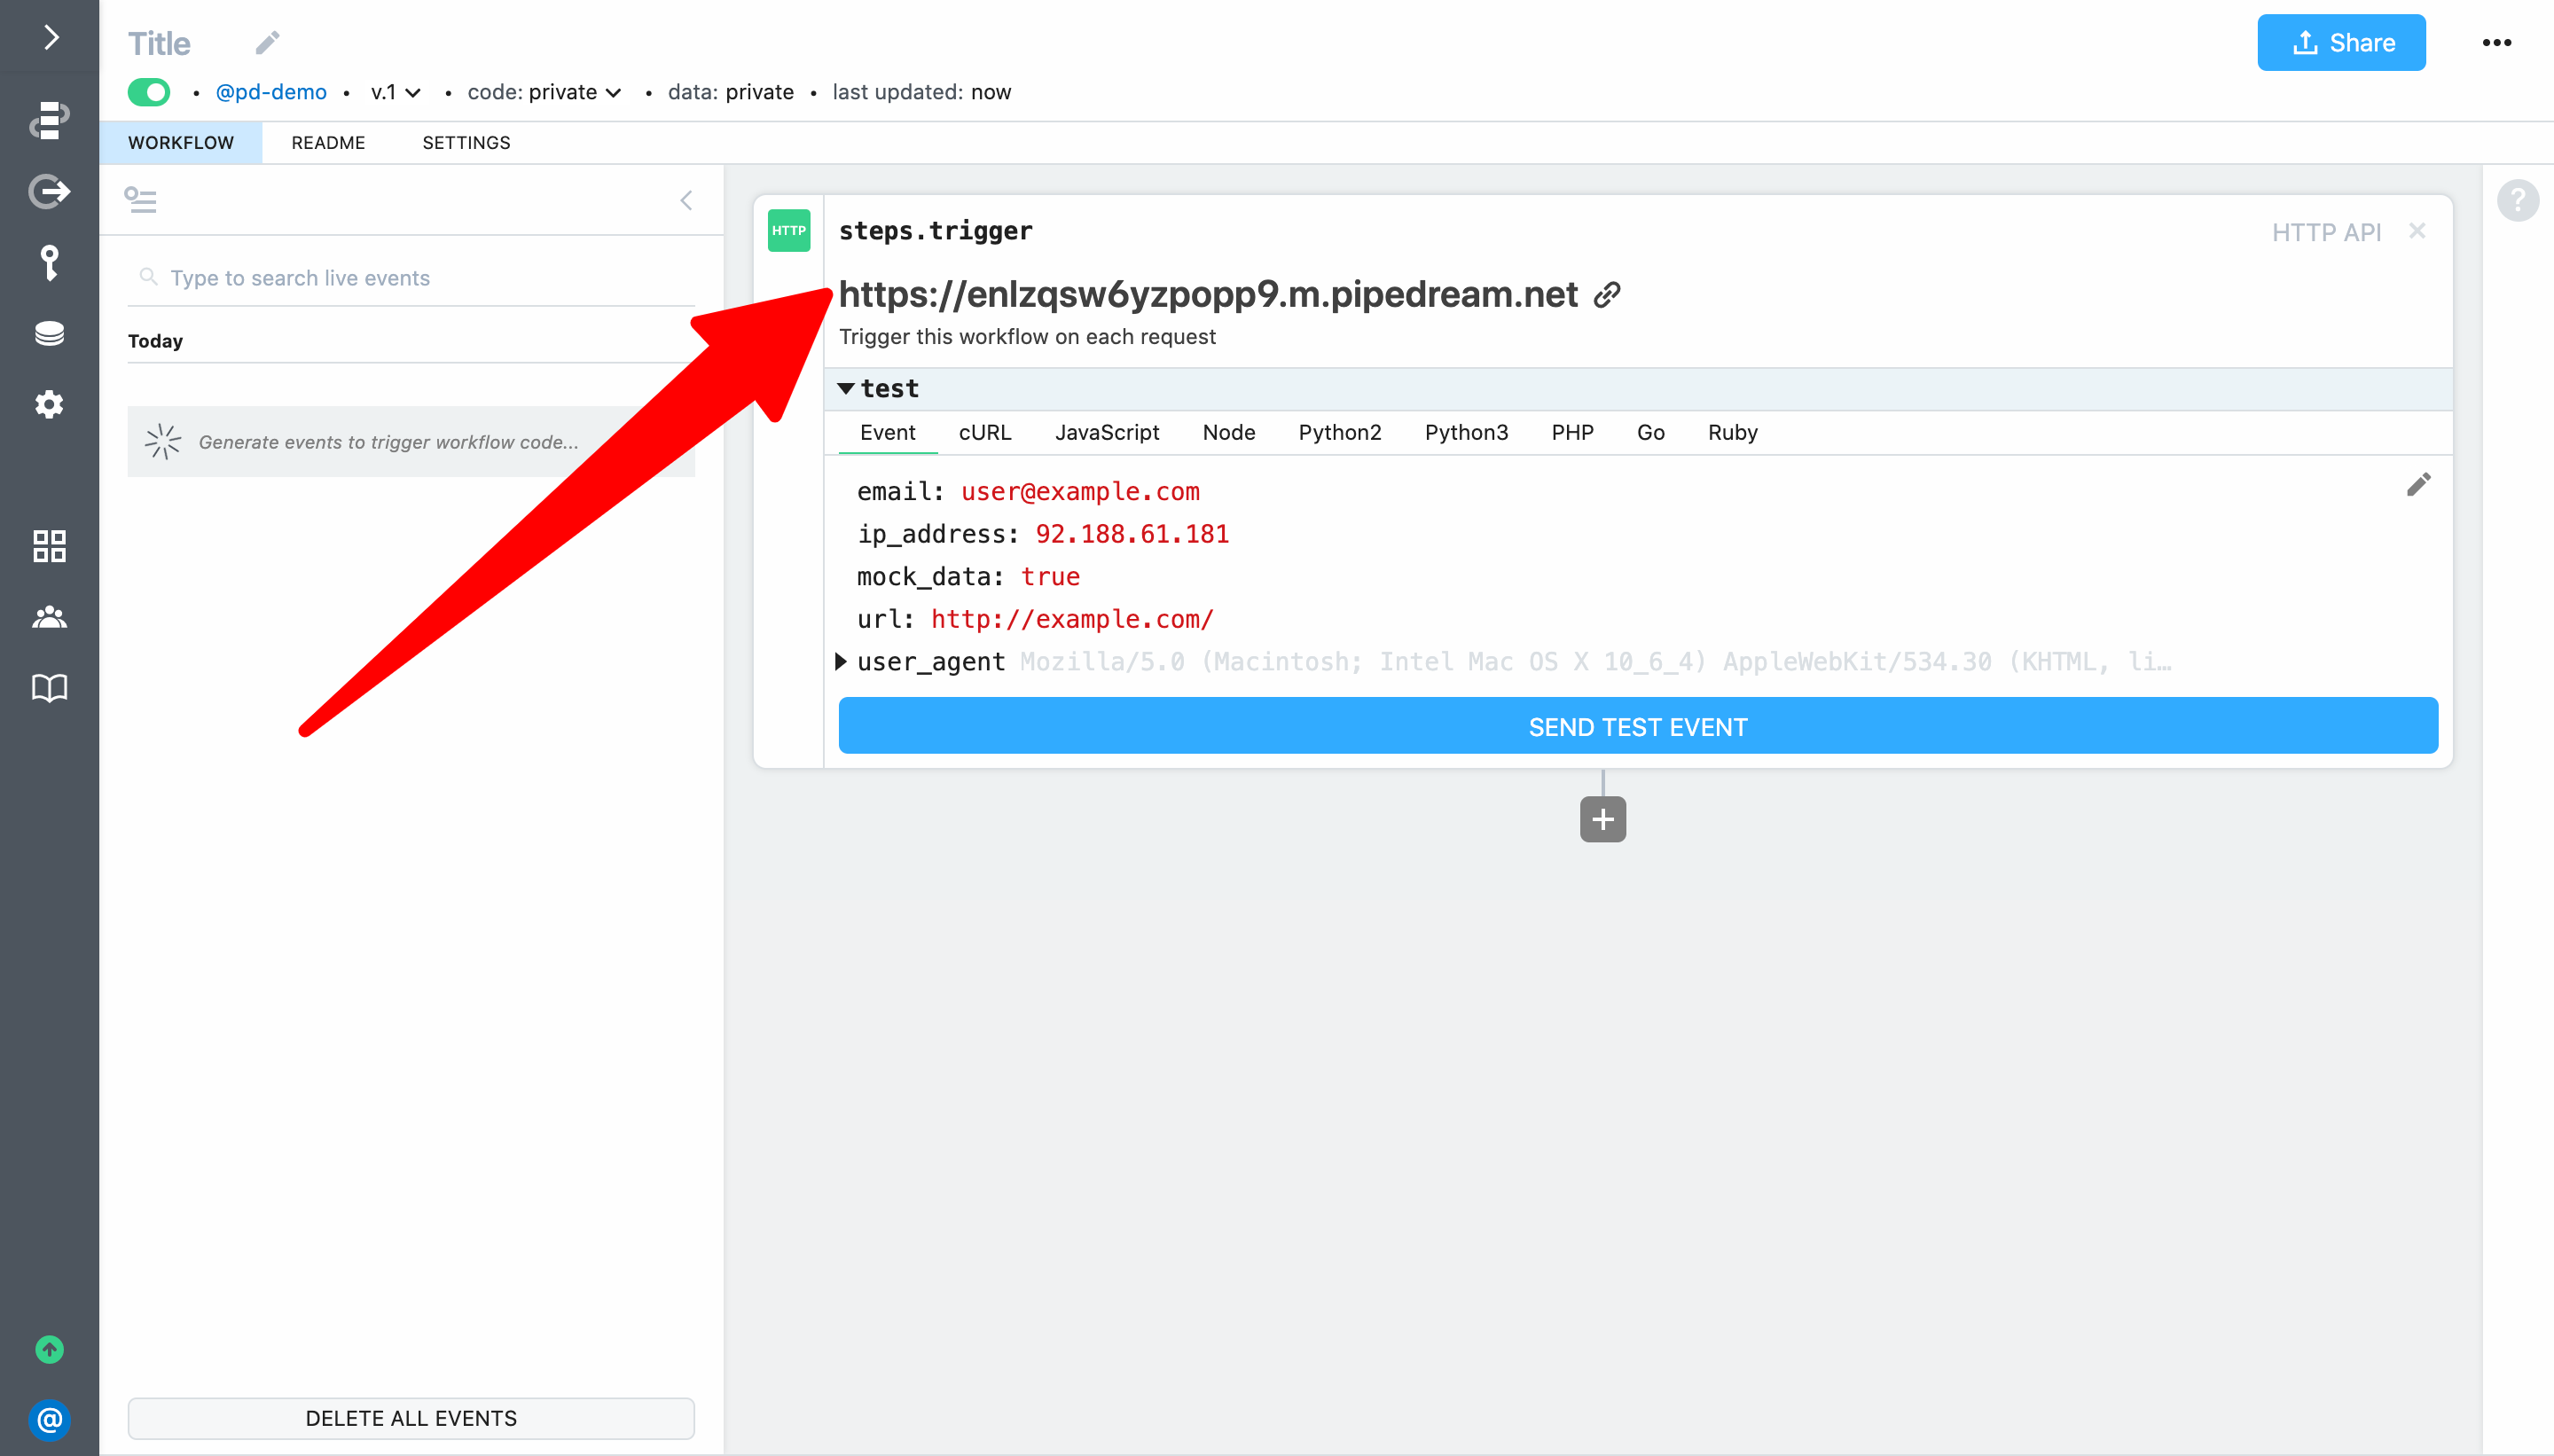 Title
Share
•••
• @pd-demo • v.1 • code: private • data: private • last updated: now
WORKFLOW README SETTINGS
Type to search live events
Today
Generate events to trigger workflow code...
DELETE ALL EVENTS
HTTP
steps.trigger
HTTP API
https://enlzqsw6yzpopp9.m.pipedream.net
Trigger this workflow on each request
test
Event cURL JavaScript Node Python2 Python3 PHP Go Ruby
email: user@example.com
ip_address: 92.188.61.181
mock_data: true
url: http://example.com/
user_agent Mozilla/5.0 (Macintosh; Intel Mac OS X 10_6_4) AppleWebKit/534.30 (KHTML, li…
SEND TEST EVENT
+
?
@